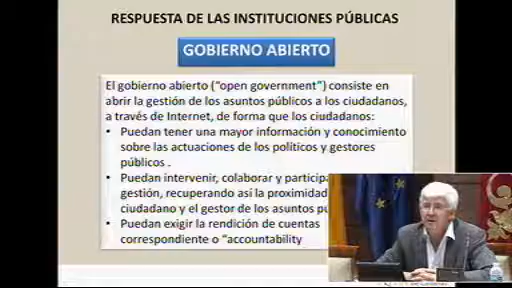 RESPUESTA DE LAS INSTITUCIONES PÚBLICAS
GOBIERNO ABIERTO
El gobierno abierto ("open government") consiste en
abrir la gestión de los asuntos públicos a los ciudadanos,
a través de Internet, de forma que los ciudadanos:
• Puedan tener una mayor información y conocimiento
sobre las actuaciones de los políticos y gestores
públicos .
• Puedan intervenir, colaborar y participa
gestión, recuperando así la proximidad
ciudadano y el gestor de los asuntos pú
• Puedan exigir la rendición de cuentas
correspondiente o "accountability